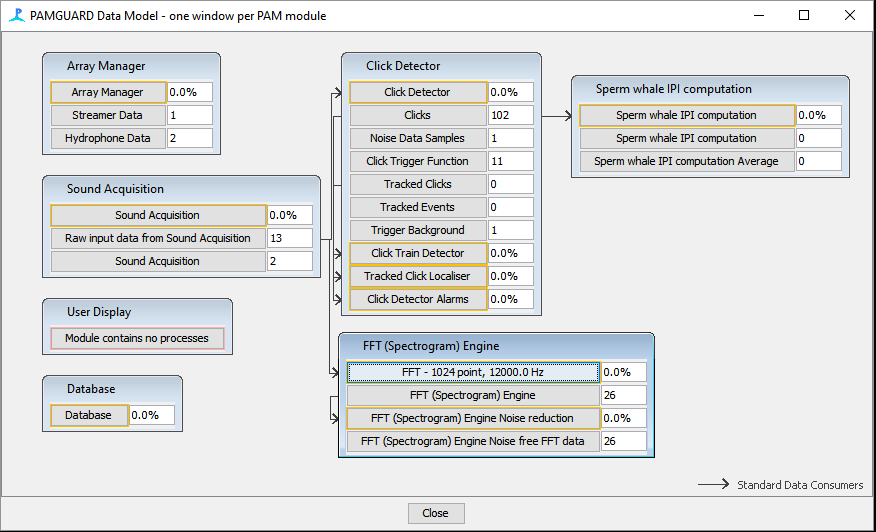 PAMGUARD Data Model - one window per PAM module
Array Manager
Array Manager 0.0%
Streamer Data 1
Hydrophone Data 2
Sound Acquisition
Sound Acquisition 0.0%
Raw input data from Sound Acquisition 13
Sound Acquisition 2
User Display
Module contains no processes
Database
Database 0.0%
Click Detector
Click Detector 0.0%
Clicks 102
Noise Data Samples 1
Click Trigger Function 11
Tracked Clicks 0
Tracked Events 0
Trigger Background 1
Click Train Detector 0.0%
Tracked Click Localiser 0.0%
Click Detector Alarms 0.0%
FFT (Spectrogram) Engine
FFT - 1024 point, 12000.0 Hz 0.0%
FFT (Spectrogram) Engine 26
FFT (Spectrogram) Engine Noise reduction 0.0%
FFT (Spectrogram) Engine Noise free FFT data 26
Sperm whale IPI computation
Sperm whale IPI computation 0.0%
Sperm whale IPI computation 0
Sperm whale IPI computation Average 0
Standard Data Consumers
Close